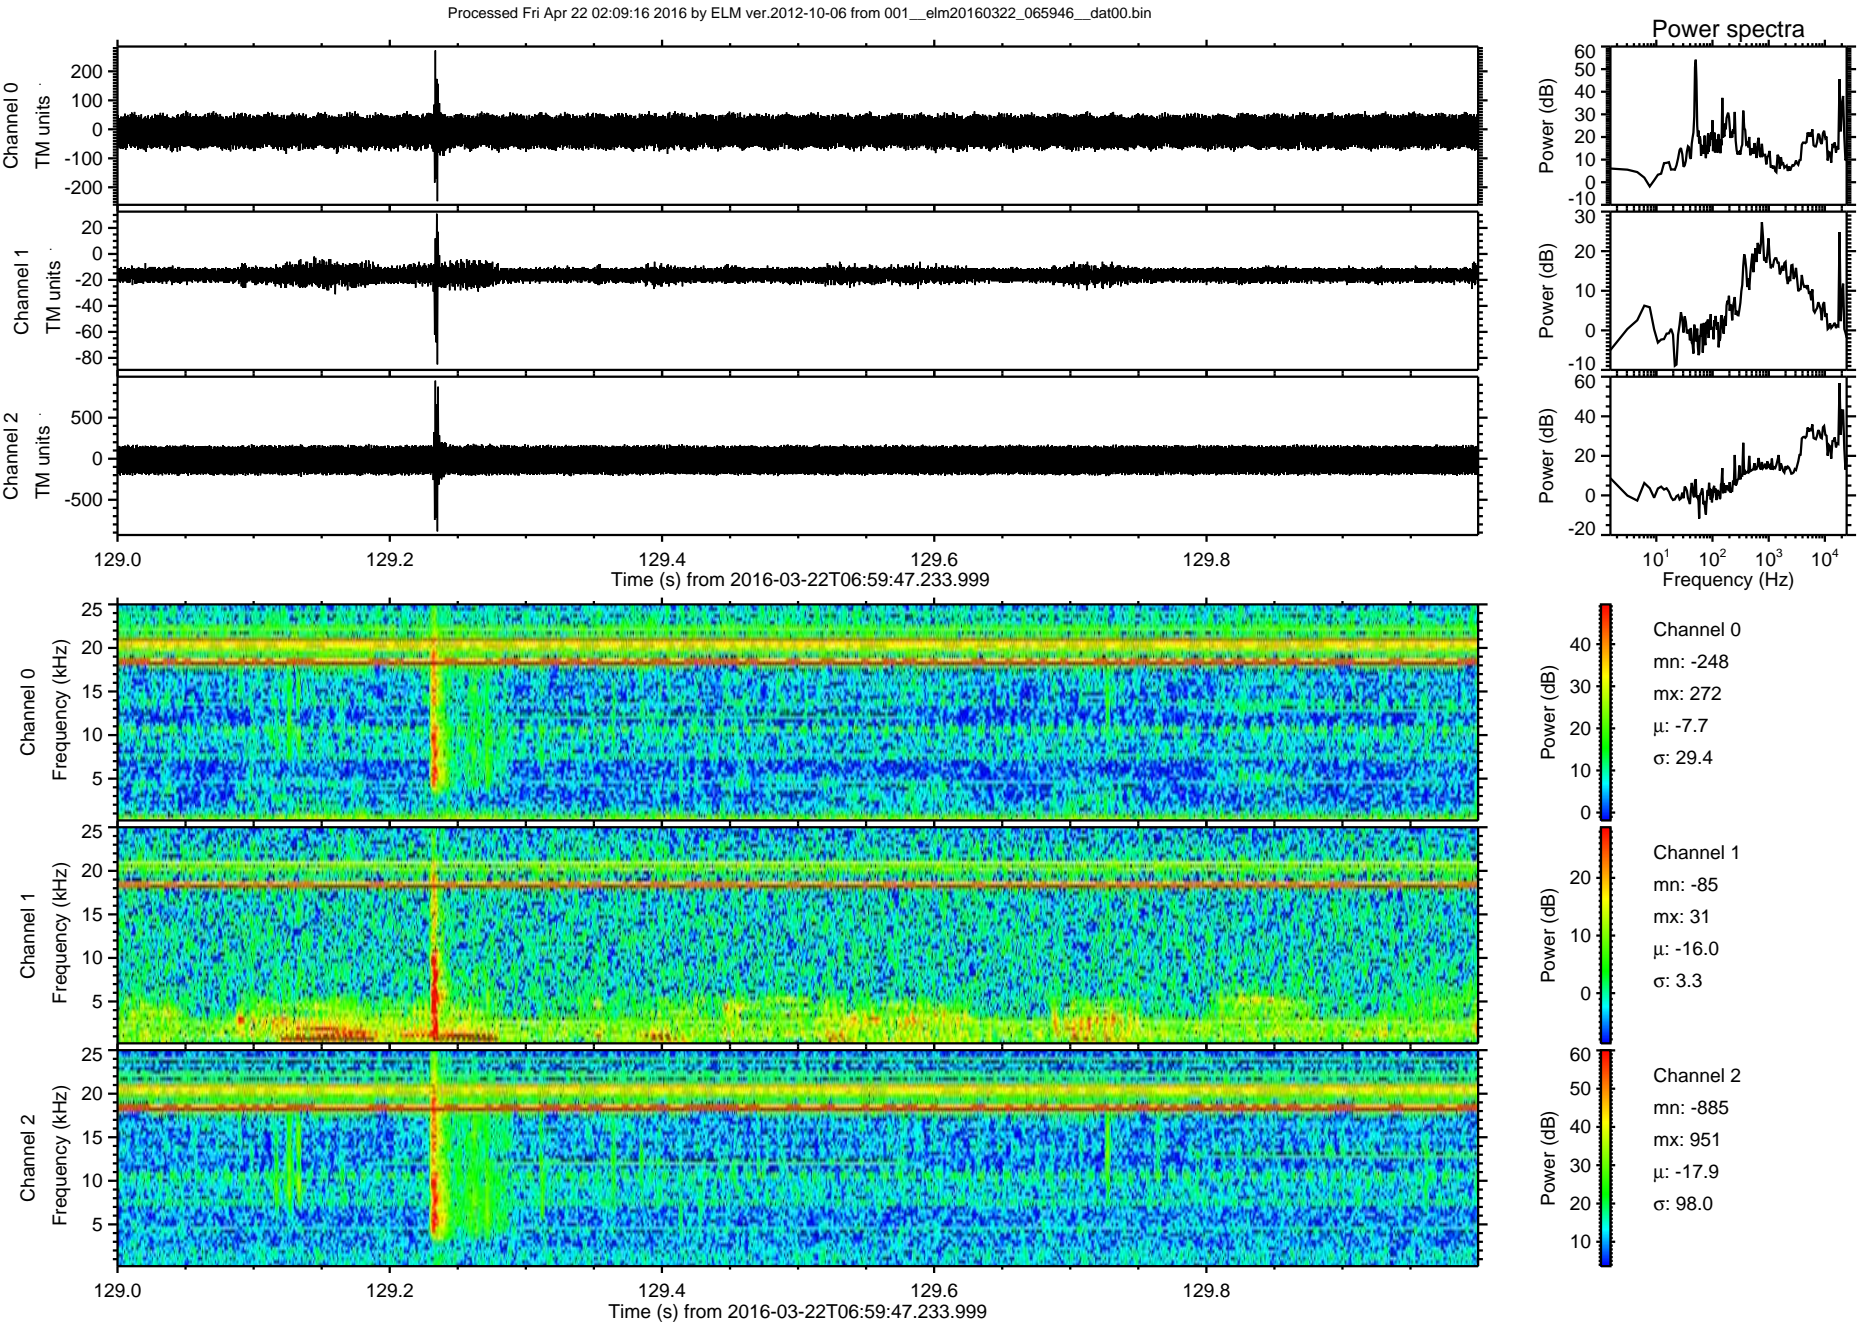 Processed Fri Apr 22 02:09:16 2016 by ELM ver.2012-10-06 from 001__elm20160322_065946__dat00.bin
Power spectra
Channel 0
TM units
200
100
0
-100
-200
Power (dB)
60
50
40
30
20
10
0
-10
Channel 1
TM units
20
0
-20
-40
-60
-80
Power (dB)
30
20
10
0
-10
Channel 2
TM units
500
0
-500
Power (dB)
60
40
20
0
-20
129.0 129.2 129.4 129.6 129.8
Time (s) from 2016-03-22T06:59:47.233.999
10¹ 10² 10³ 10⁴
Frequency (Hz)
Channel 0
Frequency (kHz)
25
20
15
10
5
Power (dB)
40
30
20
10
0
Channel 0
mn: -248
mx: 272
μ: -7.7
σ: 29.4
Channel 1
Frequency (kHz)
25
20
15
10
5
Power (dB)
20
10
0
Channel 1
mn: -85
mx: 31
μ: -16.0
σ: 3.3
Channel 2
Frequency (kHz)
25
20
15
10
5
Power (dB)
60
50
40
30
20
10
Channel 2
mn: -885
mx: 951
μ: -17.9
σ: 98.0
129.0 129.2 129.4 129.6 129.8
Time (s) from 2016-03-22T06:59:47.233.999